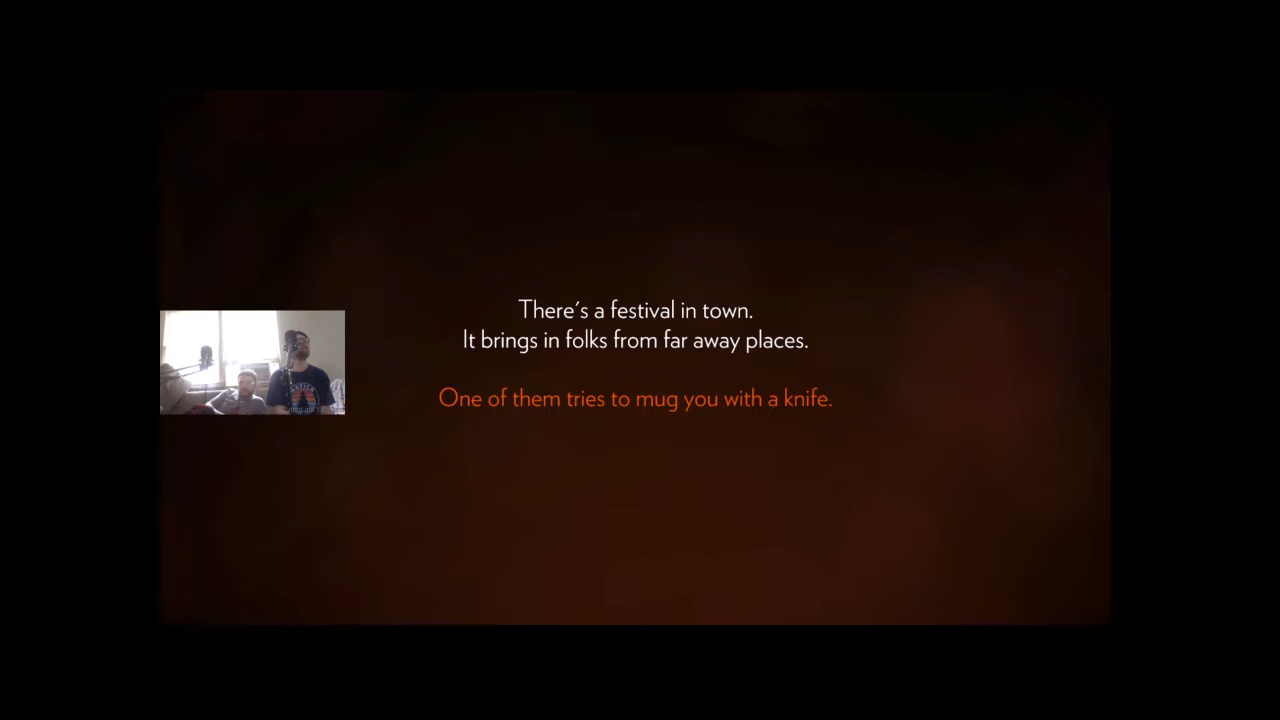 There's a festival in town.
It brings in folks from far away places.
One of them tries to mug you with a knife.